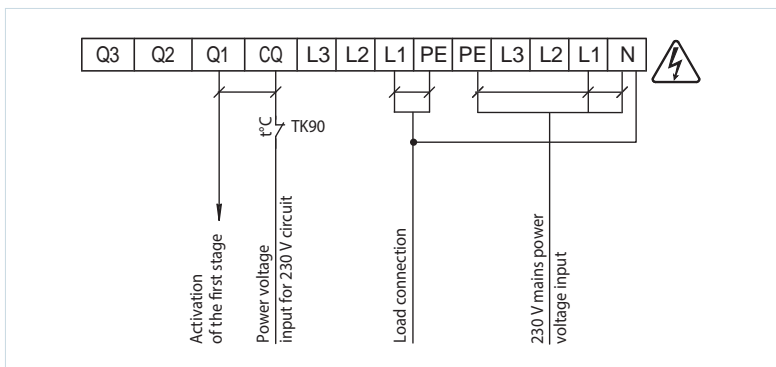 Q3 Q2 Q1 CQ L3 L2 L1 PE PE L3 L2 L1 N
t°C TK90
Activation
of the first stage
Power voltage
input for 230 V circuit
Load connection
230 V mains power
voltage input